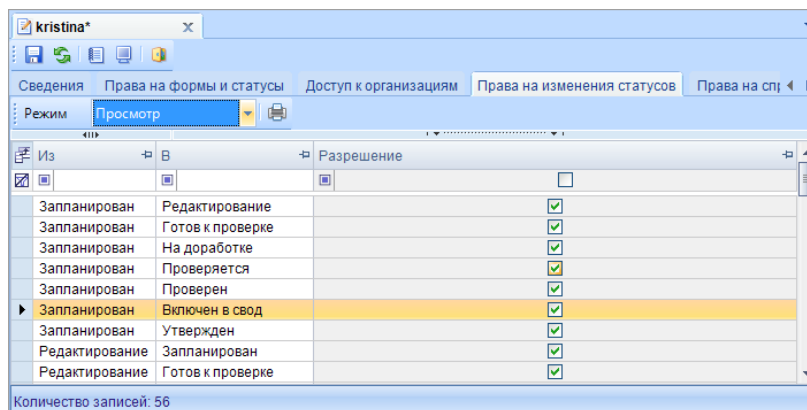 kristina*
Сведения Права на формы и статусы Доступ к организациям Права на изменения статусов Права на спр
Режим Просмотр
Из В Разрешение
Запланирован Редактирование
Запланирован Готов к проверке
Запланирован На доработке
Запланирован Проверяется
Запланирован Проверен
Запланирован Включен в свод
Запланирован Утвержден
Редактирование Запланирован
Редактирование Готов к проверке
Количество записей: 56